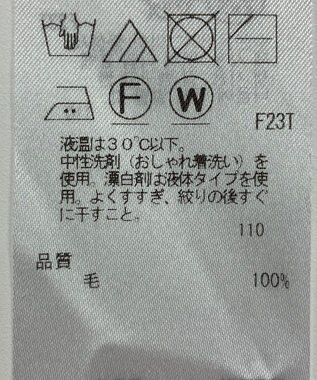 F W
F23T
液温は30℃以下。
中性洗剤（おしゃれ着洗い）を
使用。漂白剤は液体タイプを使
用。よくすすぎ、絞りの後すぐ
に干すこと。
110
品質
毛 100%